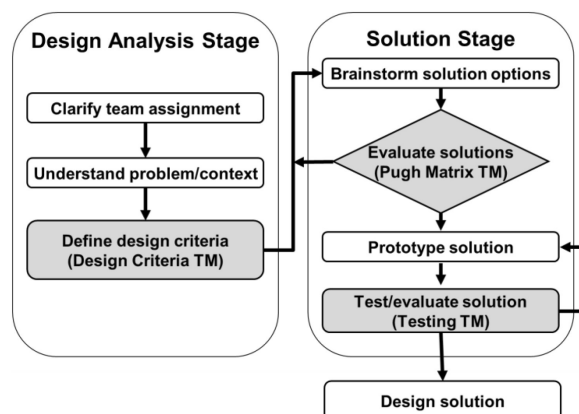 Design Analysis Stage
Clarify team assignment
Understand problem/context
Define design criteria
(Design Criteria TM)
Solution Stage
Brainstorm solution options
Evaluate solutions
(Pugh Matrix TM)
Prototype solution
Test/evaluate solution
(Testing TM)
Design solution